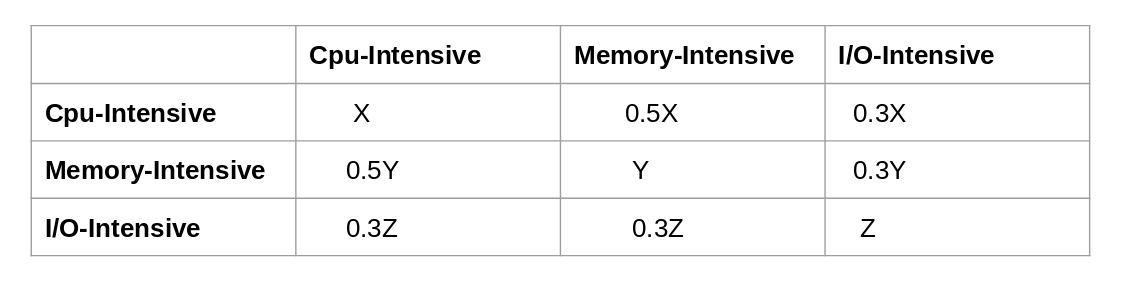 Cpu-Intensive Memory-Intensive I/O-Intensive
Cpu-Intensive X 0.5X 0.3X
Memory-Intensive 0.5Y Y 0.3Y
I/O-Intensive 0.3Z 0.3Z Z